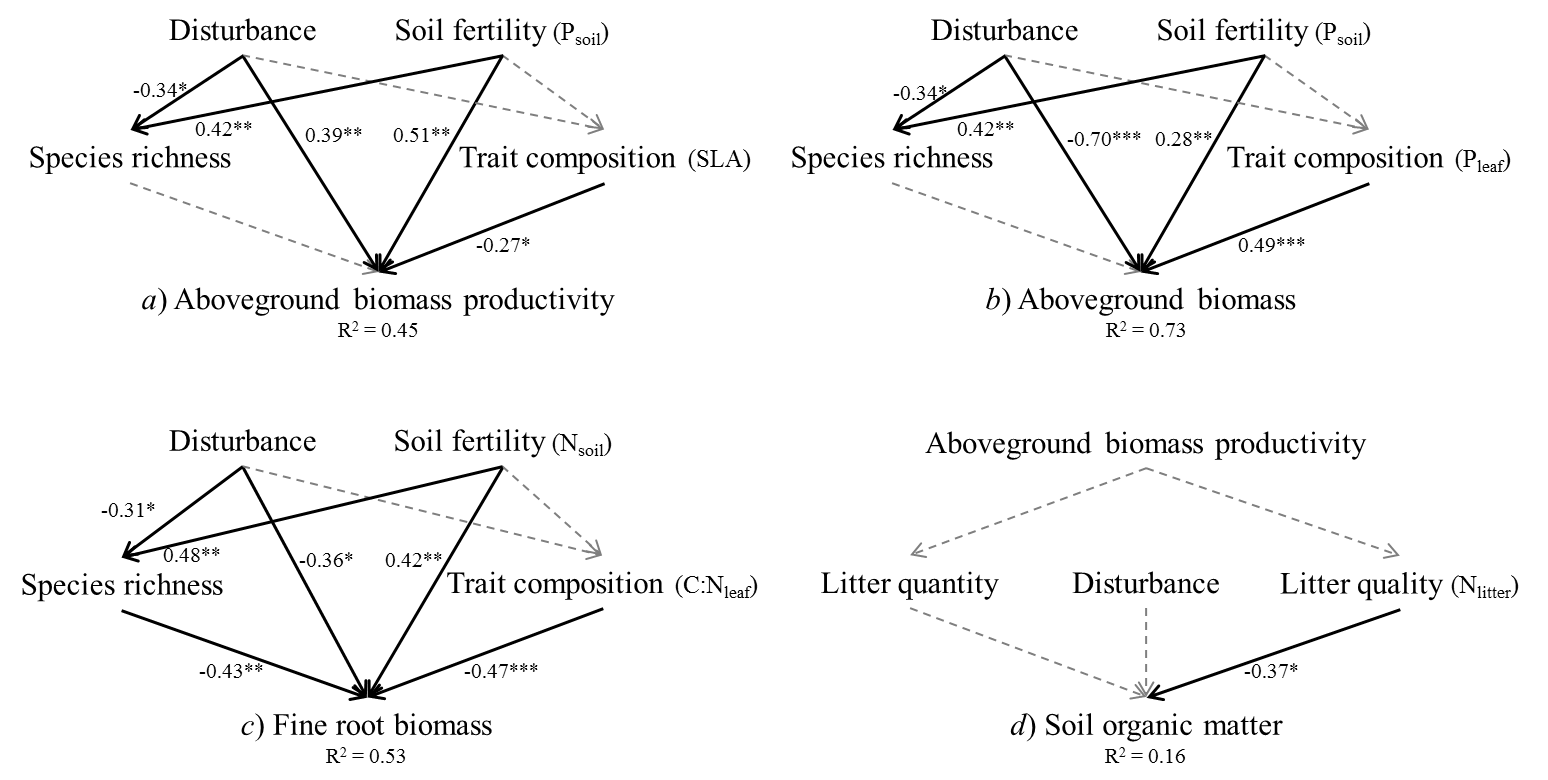 Disturbance Soil fertility (Psoil)
-0.34*
0.42** 0.39** 0.51**
Species richness Trait composition (SLA)
-0.27*
a) Aboveground biomass productivity
R2 = 0.45
Disturbance Soil fertility (Psoil)
-0.34*
0.42** -0.70*** 0.28**
Species richness Trait composition (Pleaf)
0.49***
b) Aboveground biomass
R2 = 0.73
Disturbance Soil fertility (Nsoil)
-0.31*
0.48** -0.36* 0.42**
Species richness Trait composition (C:Nleaf)
-0.43** -0.47***
c) Fine root biomass
R2 = 0.53
Aboveground biomass productivity
Litter quantity Disturbance Litter quality (Nlitter)
-0.37*
d) Soil organic matter
R2 = 0.16